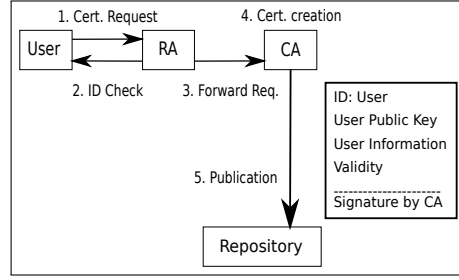 1. Cert. Request
4. Cert. creation
User
RA
CA
2. ID Check
3. Forward Req.
ID: User
User Public Key
User Information
Validity
Signature by CA
5. Publication
Repository